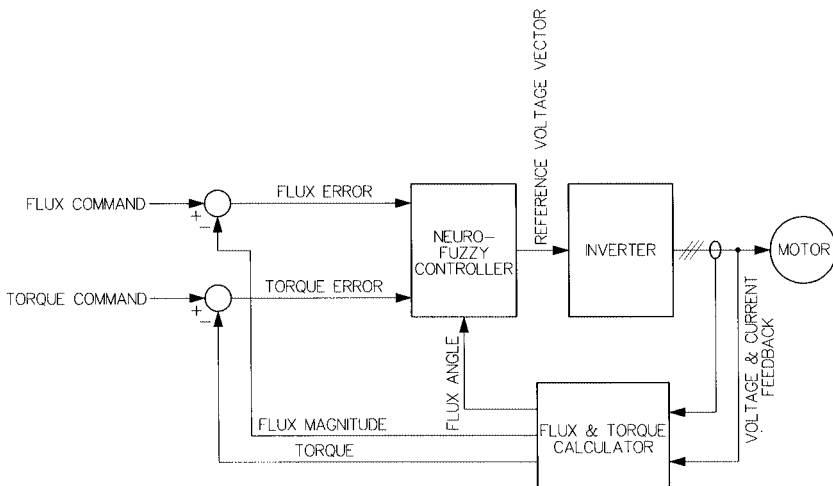 REFERENCE VOLTAGE VECTOR
FLUX COMMAND
+
−
FLUX ERROR
NEURO-
FUZZY
CONTROLLER
INVERTER
MOTOR
TORQUE COMMAND
+
−
TORQUE ERROR
FLUX ANGLE
VOLTAGE & CURRENT
FEEDBACK
FLUX MAGNITUDE
TORQUE
FLUX & TORQUE
CALCULATOR